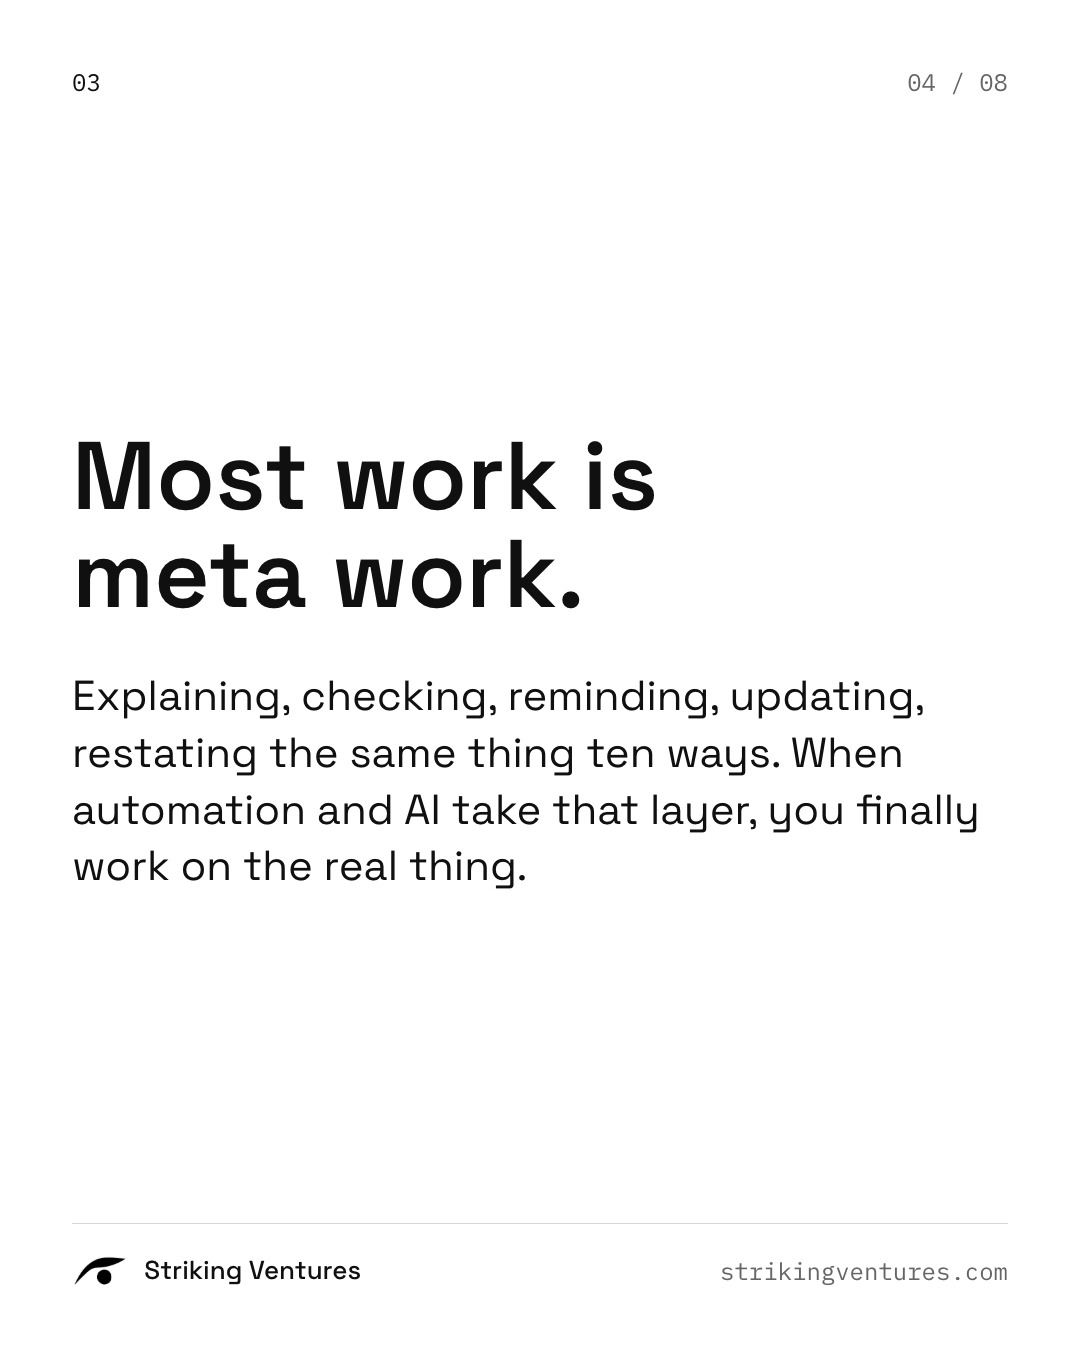 03
04 / 08
Most work is
meta work.
Explaining, checking, reminding, updating,
restating the same thing ten ways. When
automation and AI take that layer, you finally
work on the real thing.
Striking Ventures
strikingventures.com